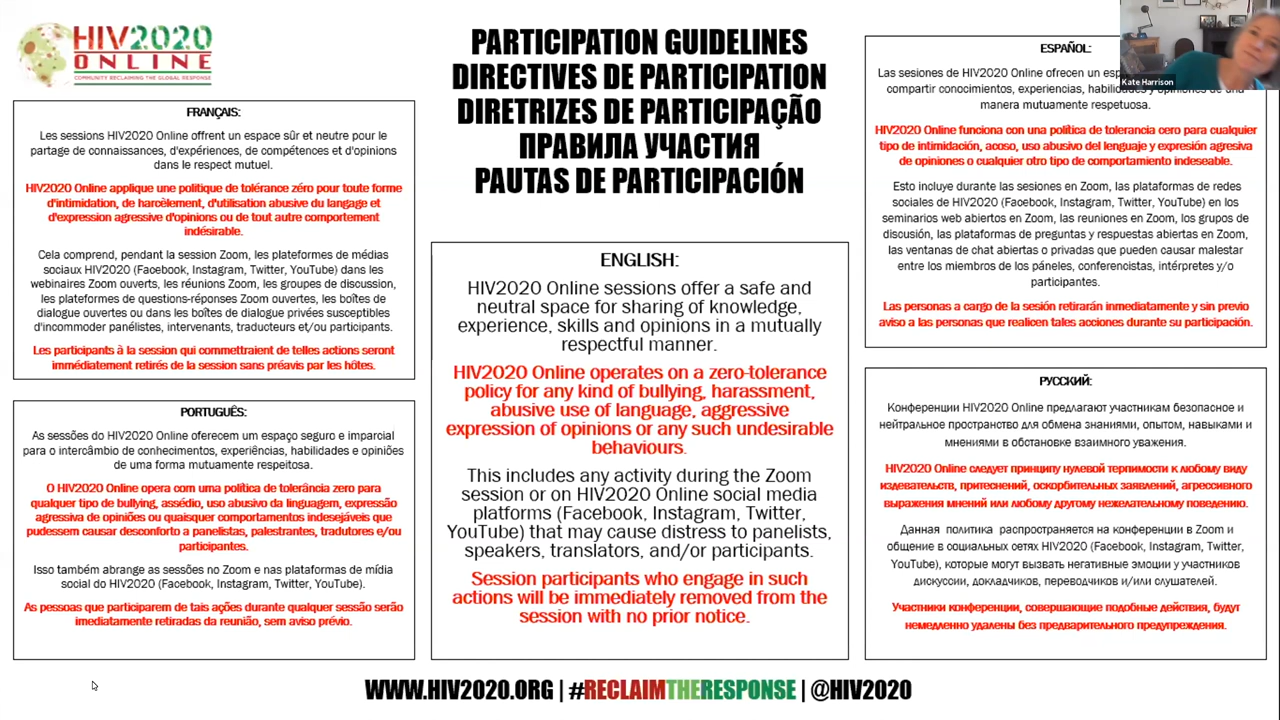 HIV2020
ONLINE
COMMUNITY RECLAIMING THE GLOBAL RESPONSE
PARTICIPATION GUIDELINES
DIRECTIVES DE PARTICIPATION
DIRETRIZES DE PARTICIPAÇÃO
ПРАВИЛА УЧАСТИЯ
PAUTAS DE PARTICIPACIÓN
FRANÇAIS:
Les sessions HIV2020 Online offrent un espace sûr et neutre pour le
partage de connaissances, d'expériences, de compétences et d'opinions
dans le respect mutuel.
HIV2020 Online applique une politique de tolérance zéro pour toute forme
d'intimidation, de harcèlement, d'utilisation abusive du langage et
d'expression agressive d'opinions ou de tout autre comportement
indésirable.
Cela comprend, pendant la session Zoom, les plateformes de médias
sociaux HIV2020 (Facebook, Instagram, Twitter, YouTube) dans les
webinaires Zoom ouverts, les réunions Zoom, les groupes de discussion,
les plateformes de questions-réponses Zoom ouvertes, les boîtes de
dialogue ouvertes ou dans les boîtes de dialogue privées susceptibles
d'incommoder panélistes, intervenants, traducteurs et/ou participants.
Les participants à la session qui commettraient de telles actions seront
immédiatement retirés de la session sans préavis par les hôtes.
PORTUGUÊS:
As sessões do HIV2020 Online oferecem um espaço seguro e imparcial
para o intercâmbio de conhecimentos, experiências, habilidades e opiniões
de uma forma mutuamente respeitosa.
O HIV2020 Online opera com uma política de tolerância zero para
qualquer tipo de bullying, assédio, uso abusivo da linguagem, expressão
agressiva de opiniões ou quaisquer comportamentos indesejáveis que
pudessem causar desconforto a panelistas, palestrantes, tradutores e/ou
participantes.
Isso também abrange as sessões no Zoom e nas plataformas de mídia
social do HIV2020 (Facebook, Instagram, Twitter, YouTube).
As pessoas que participarem de tais ações durante qualquer sessão serão
imediatamente retiradas da reunião, sem aviso prévio.
ENGLISH:
HIV2020 Online sessions offer a safe and
neutral space for sharing of knowledge,
experience, skills and opinions in a mutually
respectful manner.
HIV2020 Online operates on a zero-tolerance
policy for any kind of bullying, harassment,
abusive use of language, aggressive
expression of opinions or any such undesirable
behaviours.
This includes any activity during the Zoom
session or on HIV2020 Online social media
platforms (Facebook, Instagram, Twitter,
YouTube) that may cause distress to panelists,
speakers, translators, and/or participants.
Session participants who engage in such
actions will be immediately removed from the
session with no prior notice.
Kate Harrison
ESPAÑOL:
Las sesiones de HIV2020 Online ofrecen un
compartir conocimientos, experiencias,
manera mutuamente respetuosa.
HIV2020 Online funciona con una política de tolerancia cero para cualquier
tipo de intimidación, acoso, uso abusivo del lenguaje y expresión agresiva
de opiniones o cualquier otro tipo de comportamiento indeseable.
Esto incluye durante las sesiones en Zoom, las plataformas de redes
sociales de HIV2020 (Facebook, Instagram, Twitter, YouTube) en los
seminarios web abiertos en Zoom, las reuniones en Zoom, los grupos de
discusión, las plataformas de preguntas y respuestas abiertas en Zoom,
las ventanas de chat abiertas o privadas que pueden causar malestar
entre los miembros de los páneles, conferencistas, intérpretes y/o
participantes.
Las personas a cargo de la sesión retirarán inmediatamente y sin previo
aviso a las personas que realicen tales acciones durante su participación.
РУССКИЙ:
Конференции HIV2020 Online предлагают участникам безопасное и
нейтральное пространство для обмена знаниями, опытом, навыками и
мнениями в обстановке взаимного уважения.
HIV2020 Online следует принципу нулевой терпимости к любому виду
издевательств, притеснений, оскорбительных заявлений, агрессивного
выражения мнений или любому другому нежелательному поведению.
Данная политика распространяется на конференции в Zoom и
общение в социальных сетях HIV2020 (Facebook, Instagram, Twitter,
YouTube), которые могут вызвать негативные эмоции у участников
дискуссии, докладчиков, переводчиков и/или слушателей.
Участники конференции, совершающие подобные действия, будут
немедленно удалены без предварительного предупреждения.
WWW.HIV2020.ORG | #RECLAIMTHERESPONSE | @HIV2020